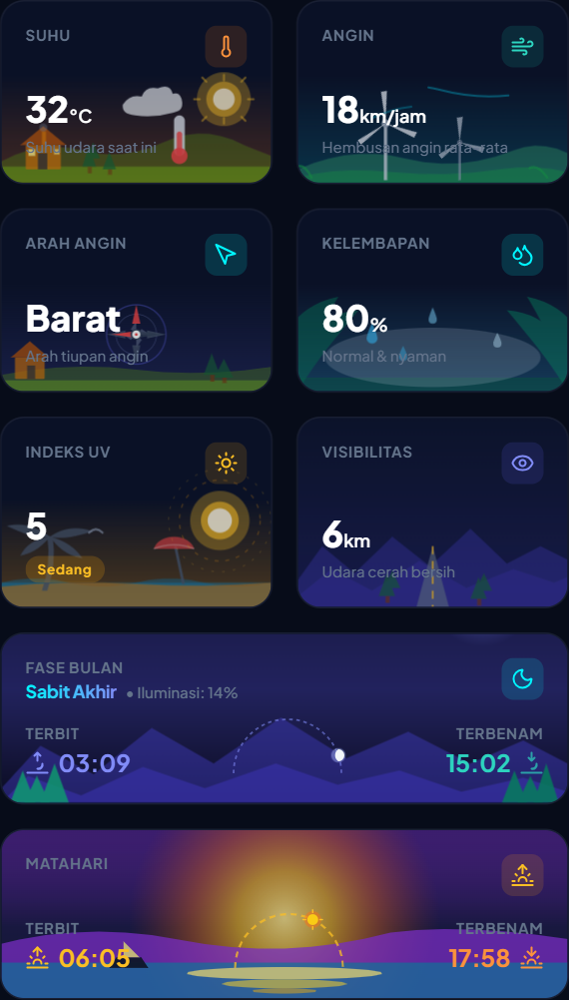 SUHU
32°C
Suhu udara saat ini
ANGIN
18km/jam
Hembusan angin rata-rata
ARAH ANGIN
Barat
Arah tiupan angin
KELEMBAPAN
80%
Normal & nyaman
INDEKS UV
5
Sedang
VISIBILITAS
6km
Udara cerah bersih
FASE BULAN
Sabit Akhir • Iluminasi: 14%
TERBIT TERBENAM
03:09 15:02
MATAHARI
TERBIT TERBENAM
06:05 17:58